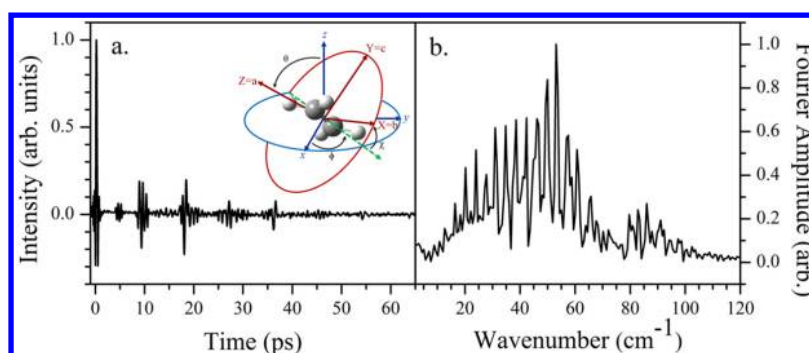 a.
Intensity (arb. units)
1.0
0.5
0.0
0 10 20 30 40 50 60
Time (ps)
z
θ
Y=c
Z=a
X=b
y
x
ϕ
χ
b.
1.0
0.8
0.6
0.4
0.2
0.0
Fourier Amplitude (arb.)
20 40 60 80 100 120
Wavenumber (cm-1)